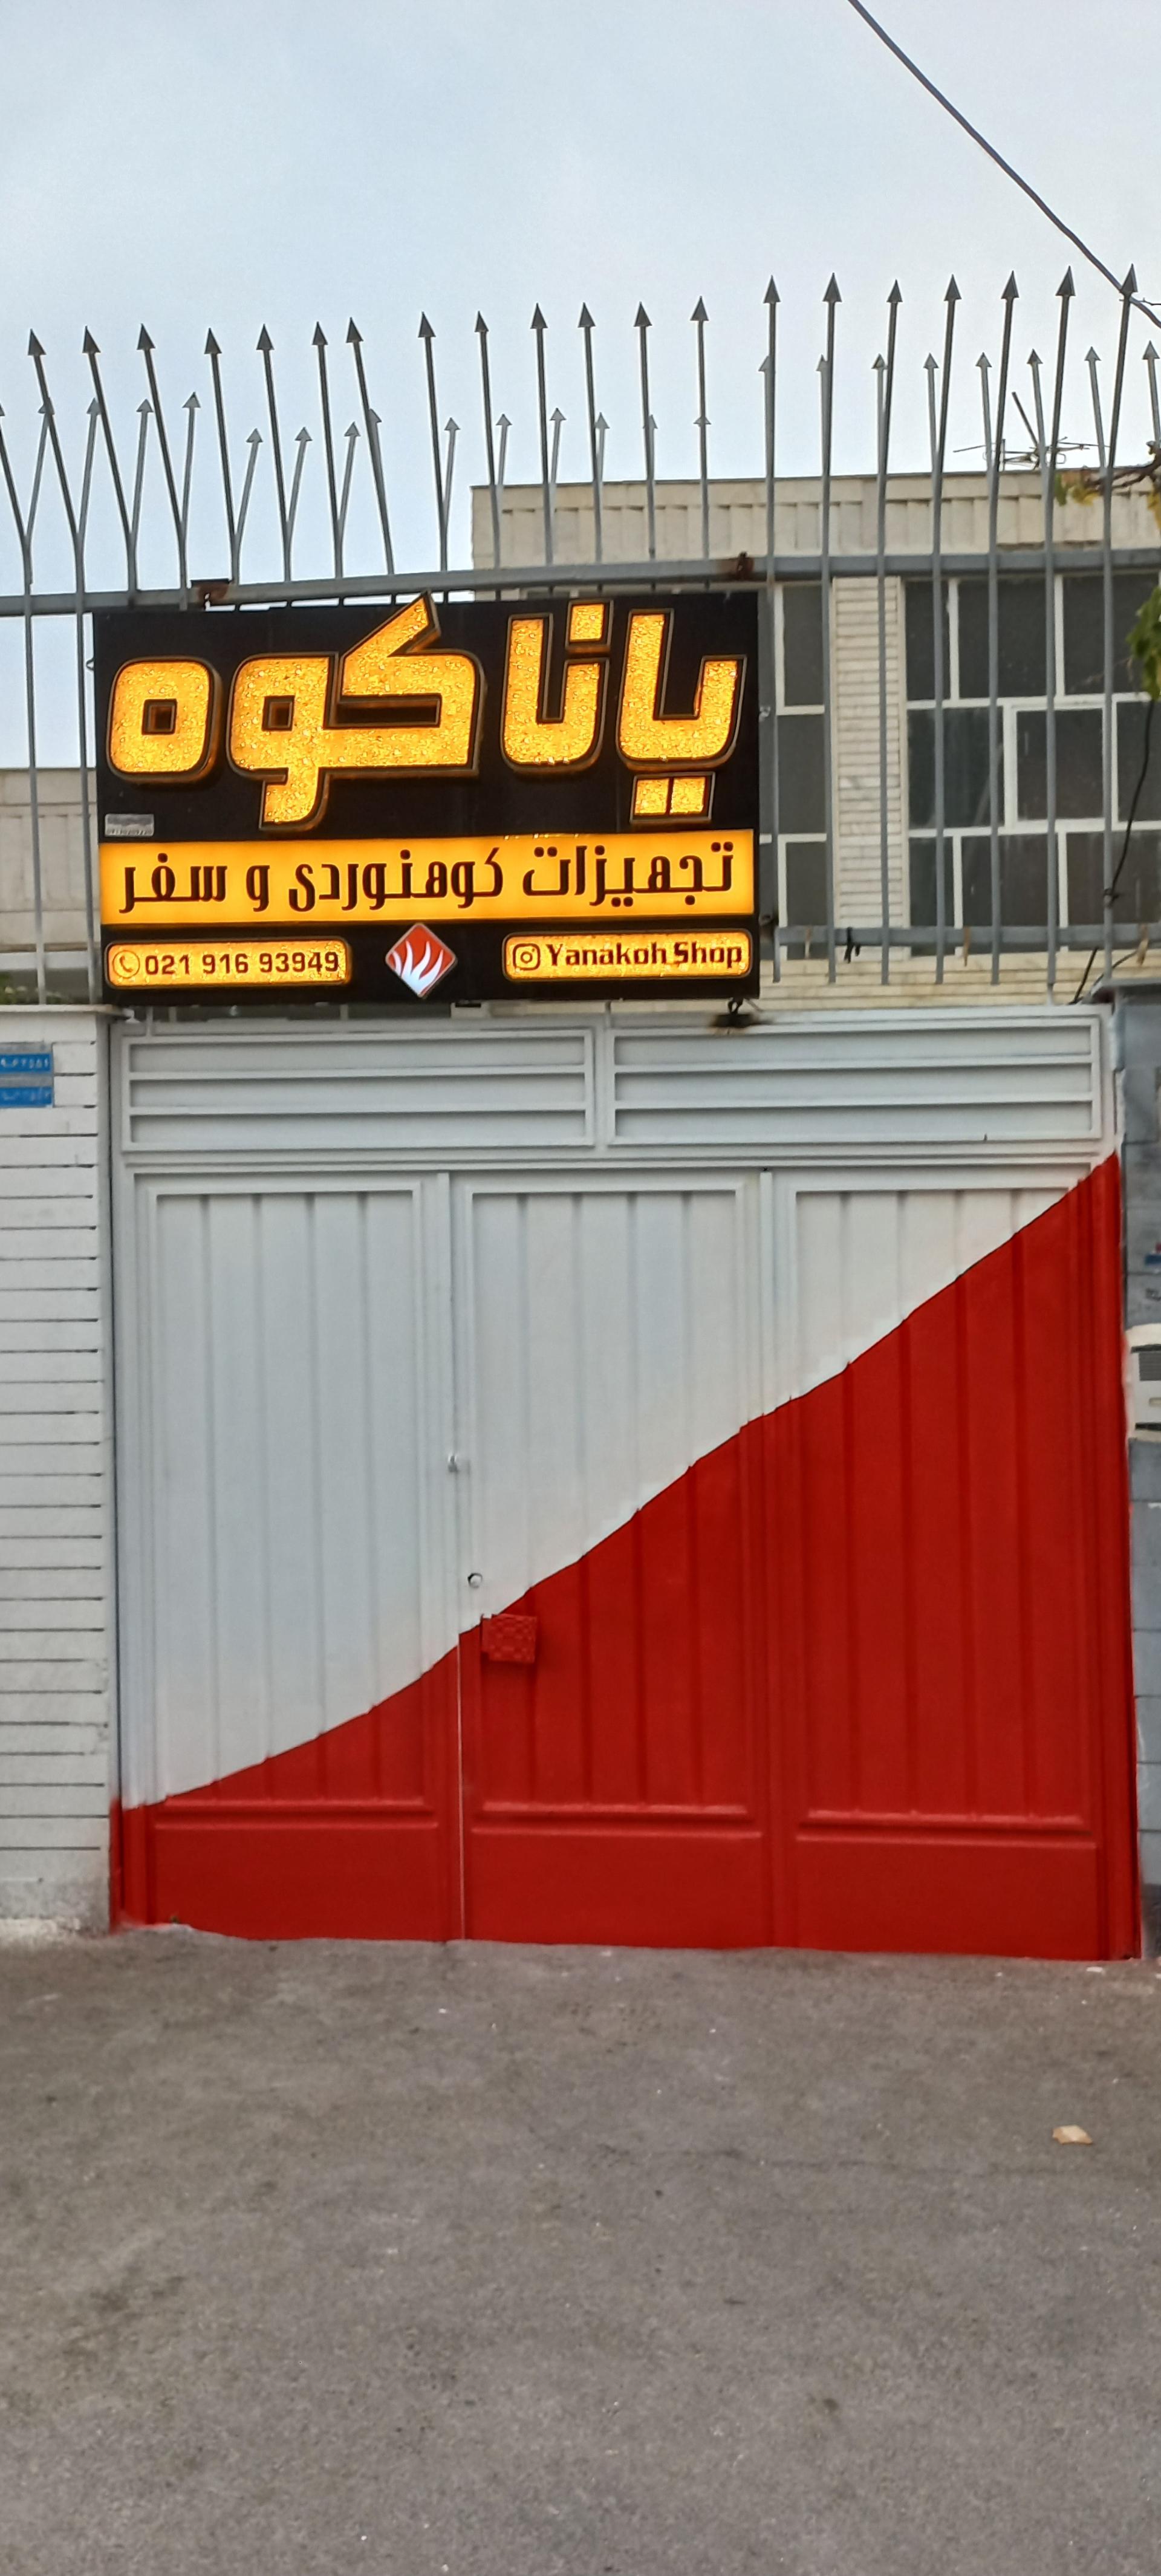 یاناکوه
تجهیزات کوهنوردی و سفر
021 916 93949
Yanakoh Shop